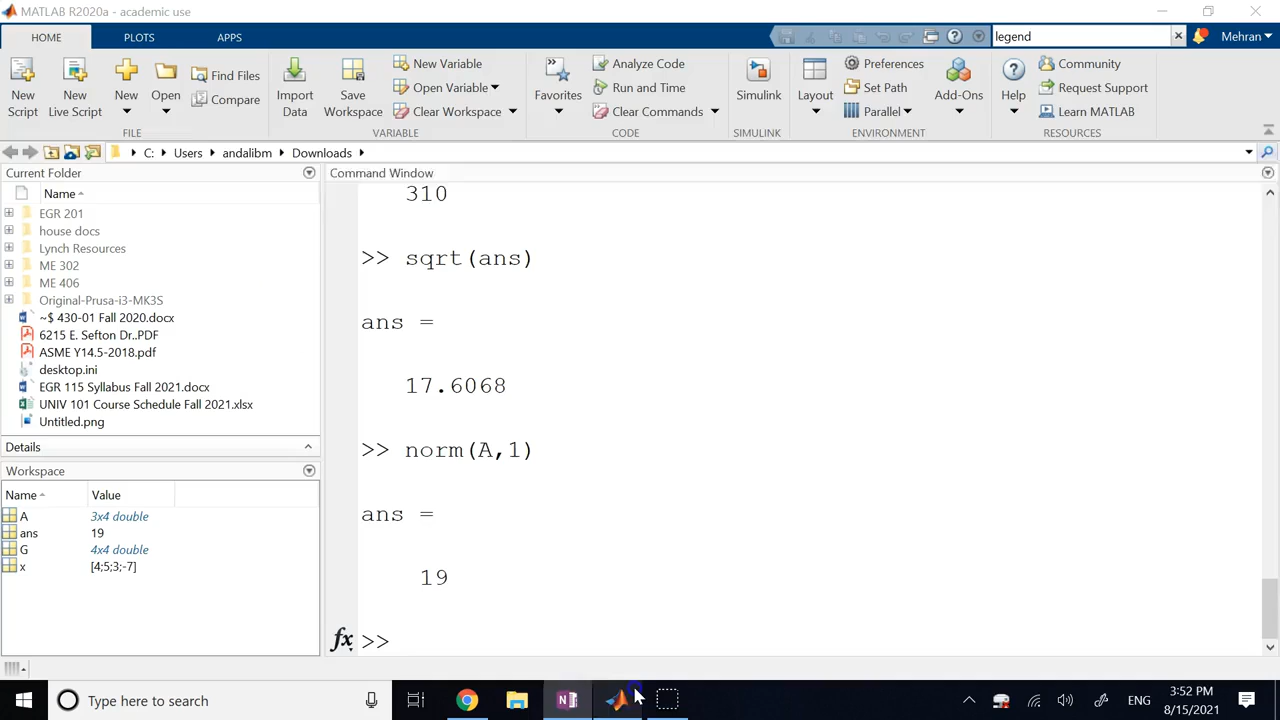 MATLAB R2020a - academic use
HOME PLOTS APPS
legend
Mehran
New Script
New Live Script
New
Open
Find Files
Compare
FILE
Import Data
Save Workspace
New Variable
Open Variable
Clear Workspace
VARIABLE
Favorites
Analyze Code
Run and Time
Clear Commands
CODE
Simulink
SIMULINK
Layout
Preferences
Set Path
Parallel
ENVIRONMENT
Add-Ons
Help
Community
Request Support
Learn MATLAB
RESOURCES
C: Users andalibm Downloads
Current Folder
Name
EGR 201
house docs
Lynch Resources
ME 302
ME 406
Original-Prusa-i3-MK3S
~$ 430-01 Fall 2020.docx
6215 E. Sefton Dr..PDF
ASME Y14.5-2018.pdf
desktop.ini
EGR 115 Syllabus Fall 2021.docx
UNIV 101 Course Schedule Fall 2021.xlsx
Untitled.png
Details
Workspace
Name Value
A 3x4 double
ans 19
G 4x4 double
x [4;5;3;-7]
Command Window
310
>> sqrt(ans)
ans =
17.6068
>> norm(A,1)
ans =
19
fx >>
Type here to search
ENG
3:52 PM
8/15/2021